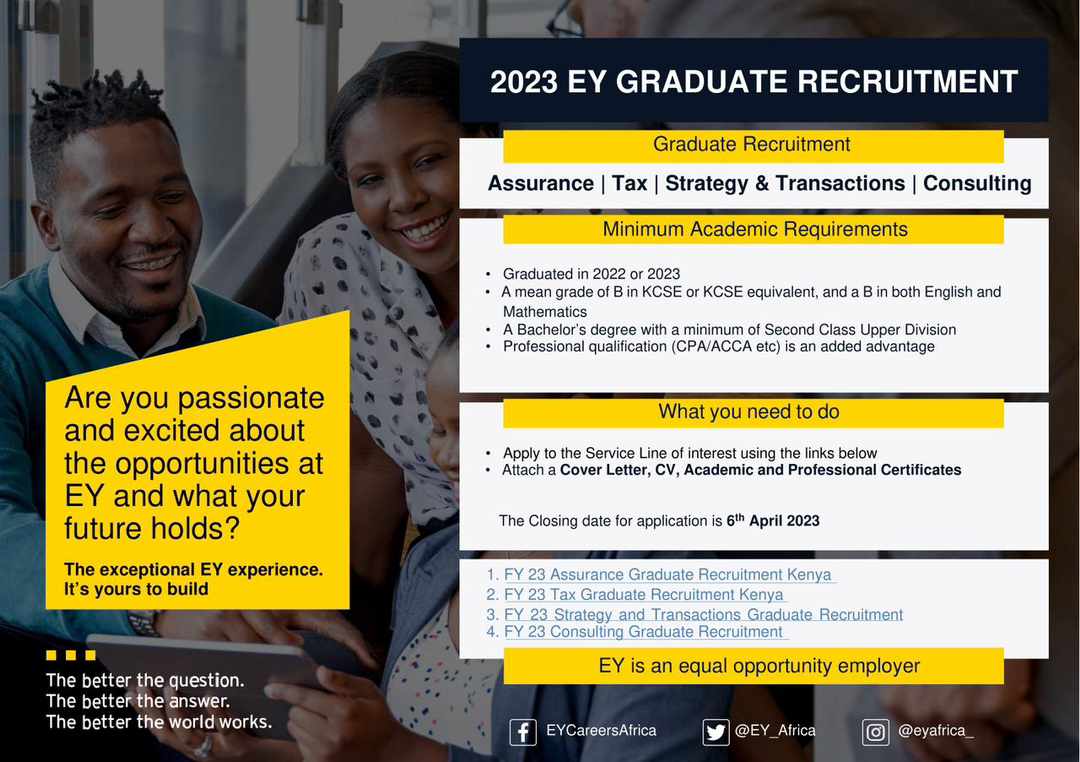 2023 EY GRADUATE RECRUITMENT
Graduate Recruitment
Assurance | Tax | Strategy & Transactions | Consulting
Minimum Academic Requirements
• Graduated in 2022 or 2023
• A mean grade of B in KCSE or KCSE equivalent, and a B in both English and
Mathematics
• A Bachelor's degree with a minimum of Second Class Upper Division
• Professional qualification (CPA/ACCA etc) is an added advantage
What you need to do
• Apply to the Service Line of interest using the links below
• Attach a Cover Letter, CV, Academic and Professional Certificates
The Closing date for application is 6th April 2023
1. FY 23 Assurance Graduate Recruitment Kenya
2. FY 23 Tax Graduate Recruitment Kenya
3. FY 23 Strategy and Transactions Graduate Recruitment
4. FY 23 Consulting Graduate Recruitment
EY is an equal opportunity employer
EYCareersAfrica
@EY_Africa
@eyafrica_
Are you passionate
and excited about
the opportunities at
EY and what your
future holds?
The exceptional EY experience.
It's yours to build
The better the question.
The better the answer.
The better the world works.